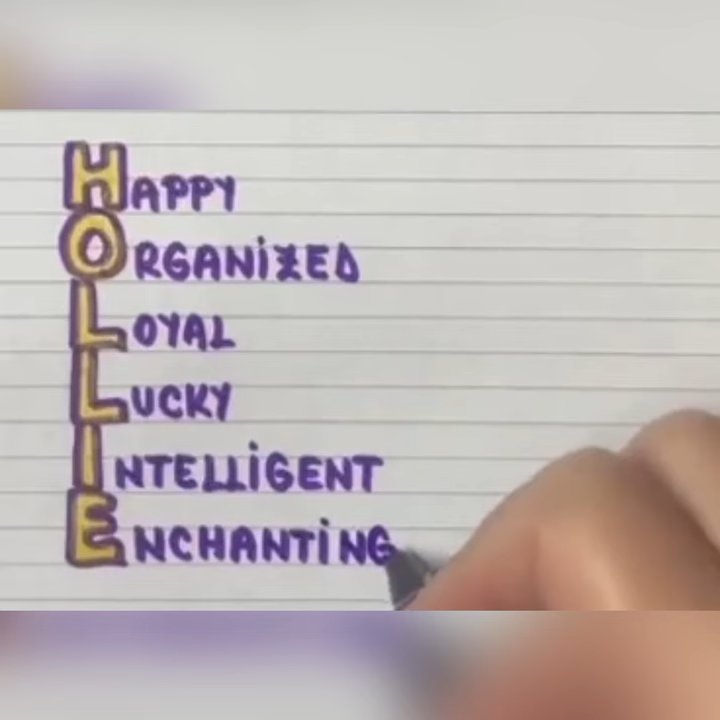 HAPPY
ORGANiZED
LOYAL
LUCKY
INTELLiGENT
ENCHANTiNG